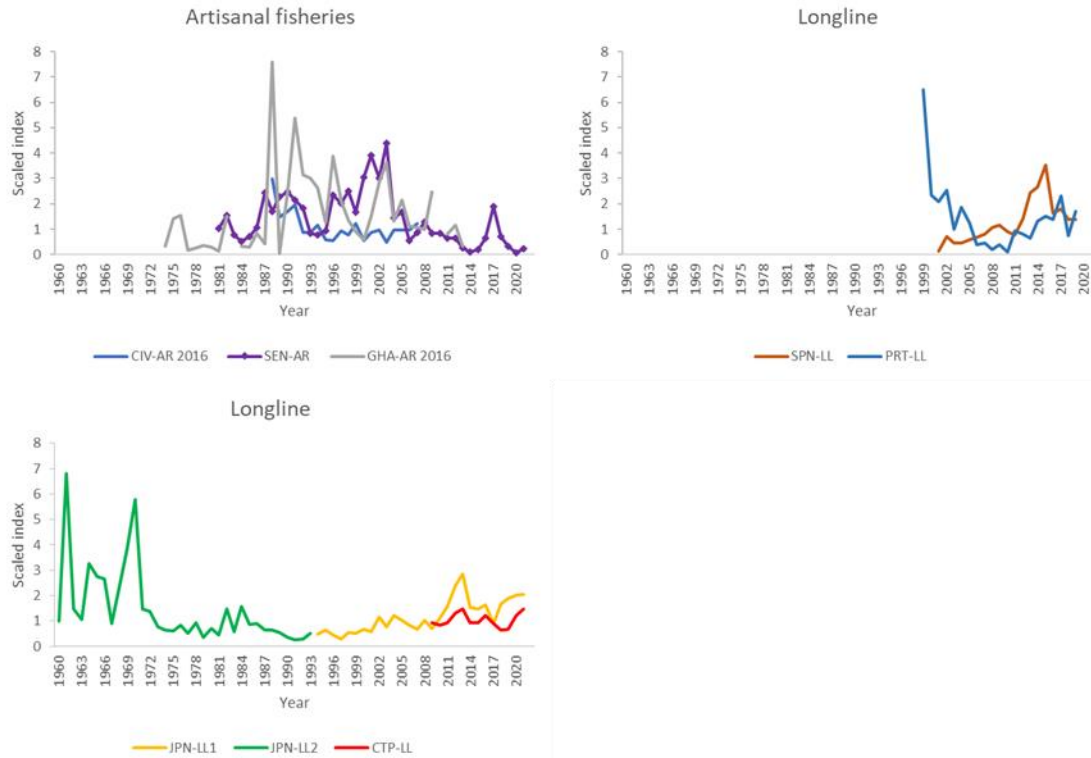 Artisanal fisheries
Scaled index
8
7
6
5
4
3
2
1
0
1960 1963 1966 1969 1972 1975 1978 1981 1984 1987 1990 1993 1996 1999 2002 2005 2008 2011 2014 2017 2020
Year
CIV-AR 2016 SEN-AR GHA-AR 2016
Longline
Scaled index
8
7
6
5
4
3
2
1
0
1960 1963 1966 1969 1972 1975 1978 1981 1984 1987 1990 1993 1996 1999 2002 2005 2008 2011 2014 2017 2020
Year
SPN-LL PRT-LL
Longline
Scaled index
8
7
6
5
4
3
2
1
0
1960 1963 1966 1969 1972 1975 1978 1981 1984 1987 1990 1993 1996 1999 2002 2005 2008 2011 2014 2017 2020
Year
JPN-LL1 JPN-LL2 CTP-LL